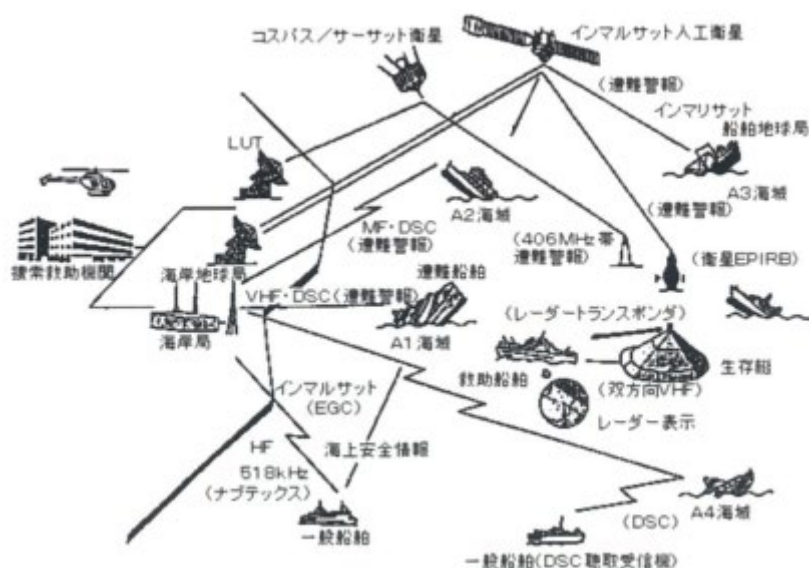 コスパス／サーサット衛星
インマルサット人工衛星
(遭難警報)
インマリサット
船舶地球局
LUT
A3海域
A2海域
MF・DSC
(遭難警報)
(406MHz帯
遭難警報)
(遭難警報)
(衛星EPIRB)
捜索救助機関
海岸地球局
遭難船舶
VHF・DSC(遭難警報)
海岸局
A1海域
(レーダートランスポンダ)
救助船舶
生存艇
(双方向VHF)
レーダー表示
インマルサット
(EGC)
HF
海上安全情報
518kHz
(ナブテックス)
一般船舶
A4海域
(DSC)
一般船舶(DSC聴取受信機)